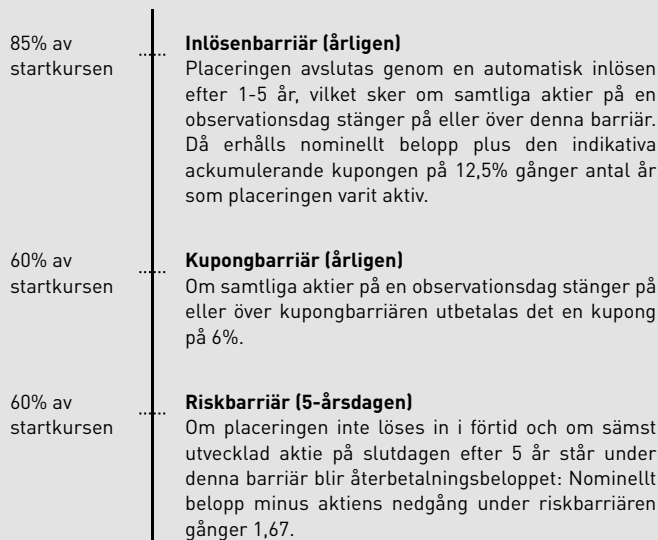 85% av
startkursen
Inlösenbarriär (årligen)
Placeringen avslutas genom en automatisk inlösen
efter 1-5 år, vilket sker om samtliga aktier på en
observationsdag stänger på eller över denna barriär.
Då erhålls nominellt belopp plus den indikativa
ackumulerande kupongen på 12,5% gånger antal år
som placeringen varit aktiv.
60% av
startkursen
Kupongbarriär (årligen)
Om samtliga aktier på en observationsdag stänger på
eller över kupongbarriären utbetalas det en kupong
på 6%.
60% av
startkursen
Riskbarriär (5-årsdagen)
Om placeringen inte löses in i förtid och om sämst
utvecklad aktie på slutdagen efter 5 år står under
denna barriär blir återbetalningsbeloppet: Nominellt
belopp minus aktiens nedgång under riskbarriären
gånger 1,67.